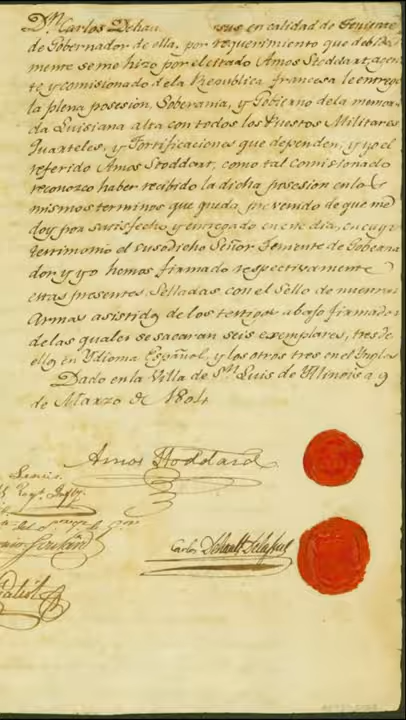 Dn. Carlos Dehau sus en calidad de Teniente
de Gobernador de ella, por requerimiento que debida
mente se me hizo por el citado Amos Stoddart agen
te y comisionado de la Republica francesa le entregó
la plena posesion, Soberania, y Gobierno de la menciona
da Luisiana alta con todos los Puestos Militares
Quarteles, y Fortificaciones que dependen, y yo el
referido Amos Stoddart, como tal Comisionado
reconozco haber recibido la dicha posesion en los
mismos terminos que queda prevenido de que me
doy por satisfecho y entregado en este dia, en cuyo
testimonio el susodicho Señor Teniente de Goberna
dor y yo hemos firmado respectivamente
estas presentes, Selladas con el Sello de nuestras
Armas asistido de los testigos abajo firmados
de las quales se sacaran seis exemplares, tres de
ellos en Ydioma Español, y los otros tres en el Ingles
Dado en la Villa de Sn. Luis de Ylinois a 9
de Marzo de 1804
Amos Stoddard
Carlos Dehault Delassus